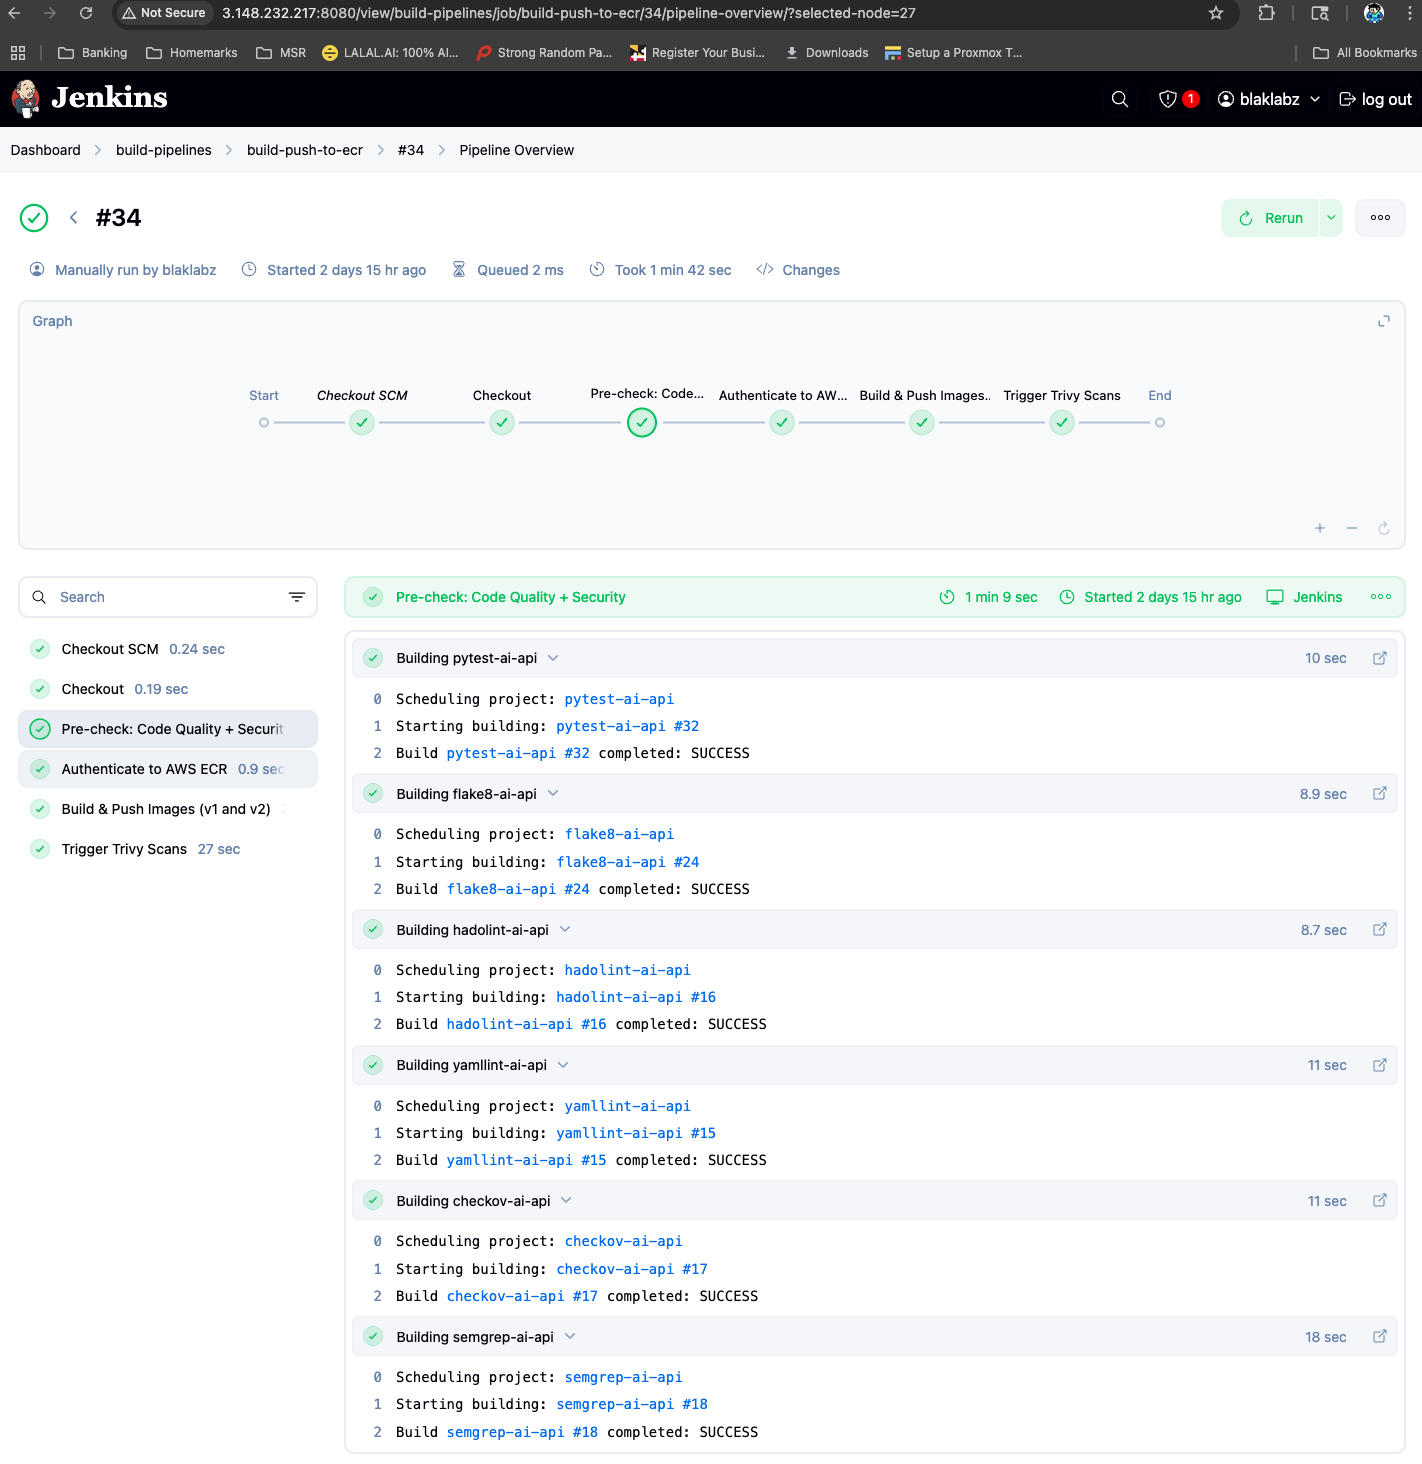 Not Secure 3.148.232.217:8080/view/build-pipelines/job/build-push-to-ecr/34/pipeline-overview/?selected-node=27
Banking Homemarks MSR LALAL.AI: 100% AI... Strong Random Pa... Register Your Busi... Downloads Setup a Proxmox T... All Bookmarks
Jenkins 1 blaklabz log out
Dashboard build-pipelines build-push-to-ecr #34 Pipeline Overview
#34 Rerun
Manually run by blaklabz Started 2 days 15 hr ago Queued 2 ms Took 1 min 42 sec Changes
Graph
Start Checkout SCM Checkout Pre-check: Code... Authenticate to AW... Build & Push Images.. Trigger Trivy Scans End
Search
Checkout SCM 0.24 sec
Checkout 0.19 sec
Pre-check: Code Quality + Securit
Authenticate to AWS ECR 0.9 sec
Build & Push Images (v1 and v2)
Trigger Trivy Scans 27 sec
Pre-check: Code Quality + Security 1 min 9 sec Started 2 days 15 hr ago Jenkins
Building pytest-ai-api 10 sec
0 Scheduling project: pytest-ai-api
1 Starting building: pytest-ai-api #32
2 Build pytest-ai-api #32 completed: SUCCESS
Building flake8-ai-api 8.9 sec
0 Scheduling project: flake8-ai-api
1 Starting building: flake8-ai-api #24
2 Build flake8-ai-api #24 completed: SUCCESS
Building hadolint-ai-api 8.7 sec
0 Scheduling project: hadolint-ai-api
1 Starting building: hadolint-ai-api #16
2 Build hadolint-ai-api #16 completed: SUCCESS
Building yamllint-ai-api 11 sec
0 Scheduling project: yamllint-ai-api
1 Starting building: yamllint-ai-api #15
2 Build yamllint-ai-api #15 completed: SUCCESS
Building checkov-ai-api 11 sec
0 Scheduling project: checkov-ai-api
1 Starting building: checkov-ai-api #17
2 Build checkov-ai-api #17 completed: SUCCESS
Building semgrep-ai-api 18 sec
0 Scheduling project: semgrep-ai-api
1 Starting building: semgrep-ai-api #18
2 Build semgrep-ai-api #18 completed: SUCCESS